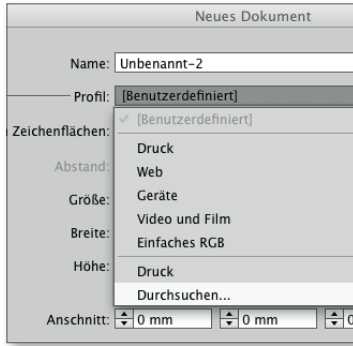 Neues Dokument
Name: Unbenannt-2
Profil: [Benutzerdefiniert]
[Benutzerdefiniert]
Zeichenflächen:
Druck
Abstand:
Web
Größe:
Geräte
Video und Film
Breite:
Einfaches RGB
Höhe:
Druck
Durchsuchen...
Anschnitt: 0 mm 0 mm